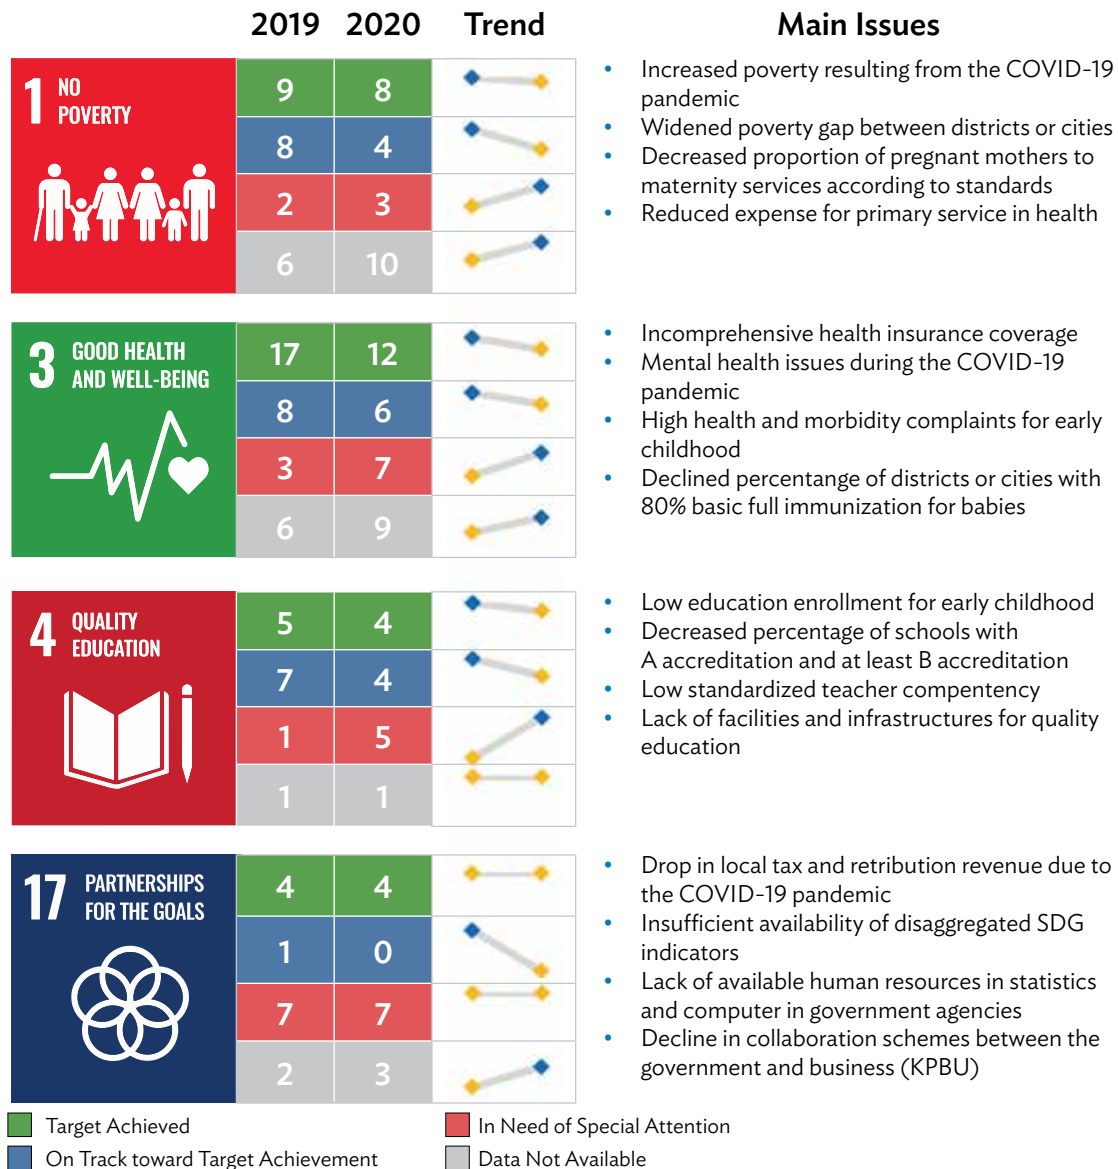 2019 2020 Trend Main Issues
1 NO
POVERTY
9 8
8 4
2 3
6 10
• Increased poverty resulting from the COVID-19
pandemic
• Widened poverty gap between districts or cities
• Decreased proportion of pregnant mothers to
maternity services according to standards
• Reduced expense for primary service in health
3 GOOD HEALTH
AND WELL-BEING
17 12
8 6
3 7
6 9
• Incomprehensive health insurance coverage
• Mental health issues during the COVID-19
pandemic
• High health and morbidity complaints for early
childhood
• Declined percentange of districts or cities with
80% basic full immunization for babies
4 QUALITY
EDUCATION
5 4
7 4
1 5
1 1
• Low education enrollment for early childhood
• Decreased percentage of schools with
A accreditation and at least B accreditation
• Low standardized teacher compentency
• Lack of facilities and infrastructures for quality
education
17 PARTNERSHIPS
FOR THE GOALS
4 4
1 0
7 7
2 3
• Drop in local tax and retribution revenue due to
the COVID-19 pandemic
• Insufficient availability of disaggregated SDG
indicators
• Lack of available human resources in statistics
and computer in government agencies
• Decline in collaboration schemes between the
government and business (KPBU)
Target Achieved
In Need of Special Attention
On Track toward Target Achievement
Data Not Available